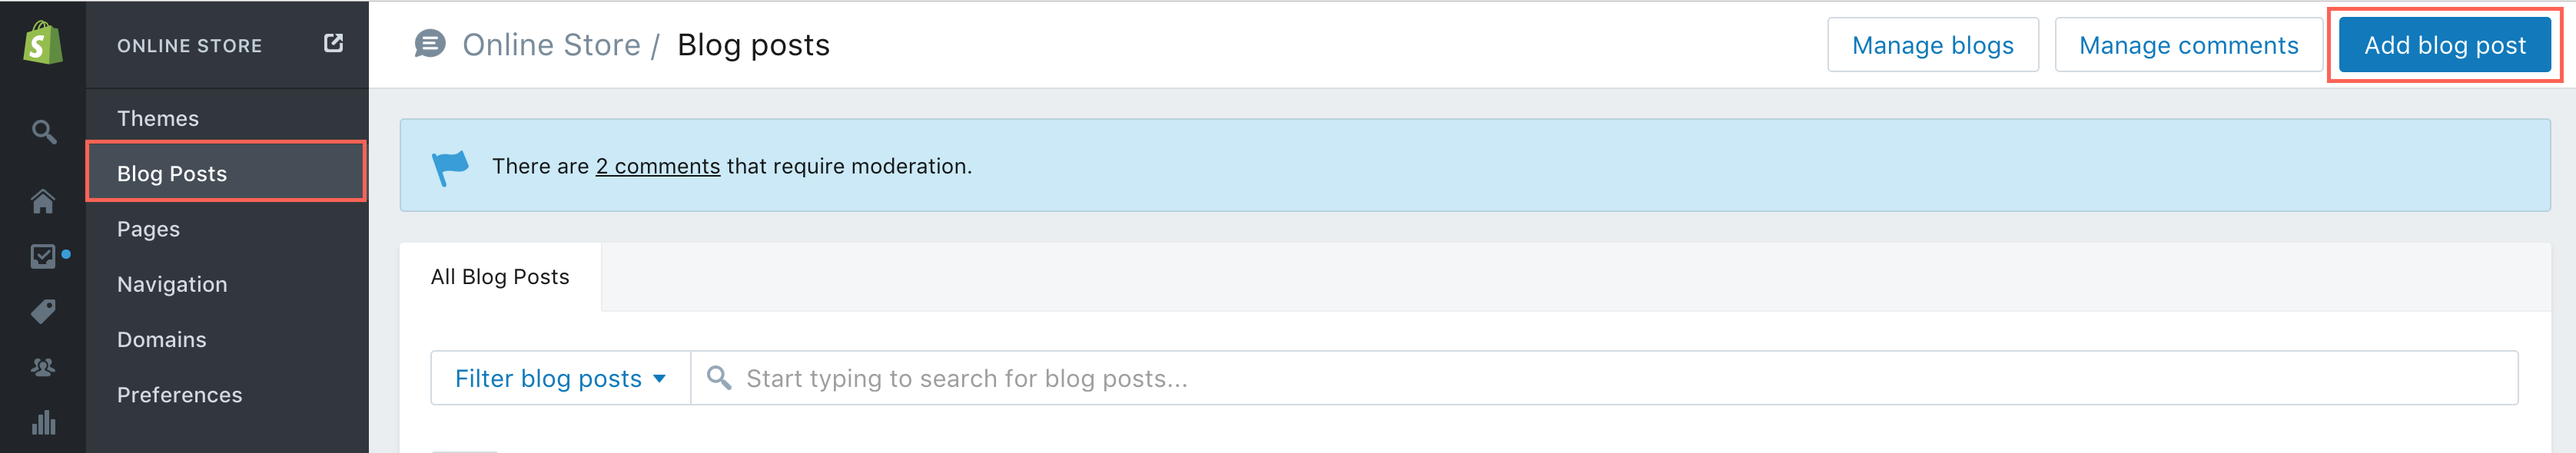 ONLINE STORE
Themes
Blog Posts
Pages
Navigation
Domains
Preferences
Online Store / Blog posts
Manage blogs
Manage comments
Add blog post
There are 2 comments that require moderation.
All Blog Posts
Filter blog posts
Start typing to search for blog posts...